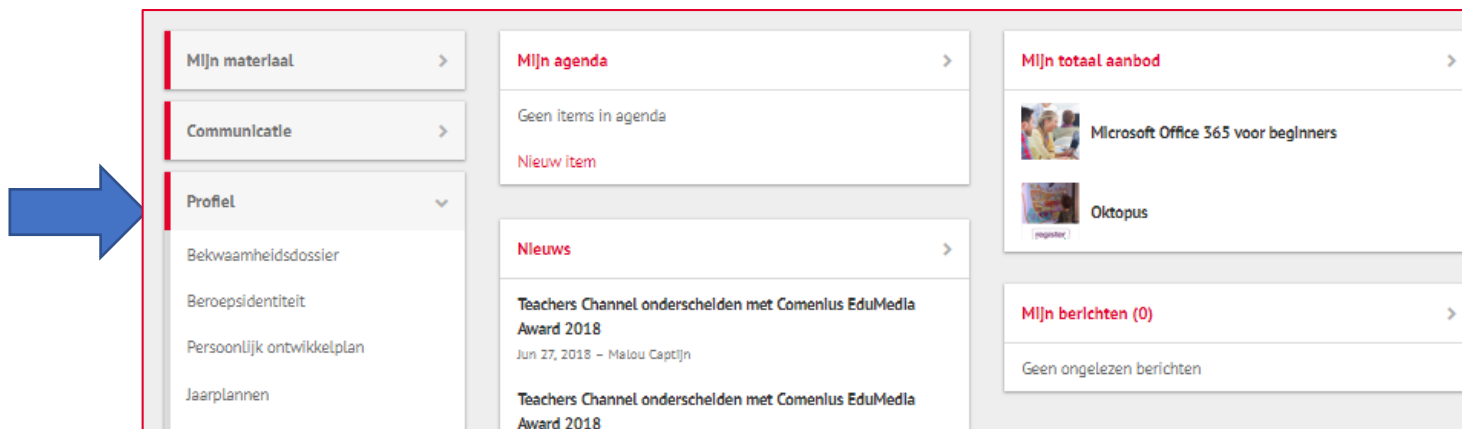 Mijn materiaal
Communicatie
Profiel
Bekwaamheidsdossier
Beroepsidentiteit
Persoonlijk ontwikkelplan
Jaarplannen
Mijn agenda
Geen items in agenda
Nieuw item
Nieuws
Teachers Channel onderscheiden met Comenius EduMedia
Award 2018
Jun 27, 2018 – Malou Captijn
Teachers Channel onderscheiden met Comenius EduMedia
Award 2018
Mijn totaal aanbod
Microsoft Office 365 voor beginners
Oktopus
register
Mijn berichten (0)
Geen ongelezen berichten